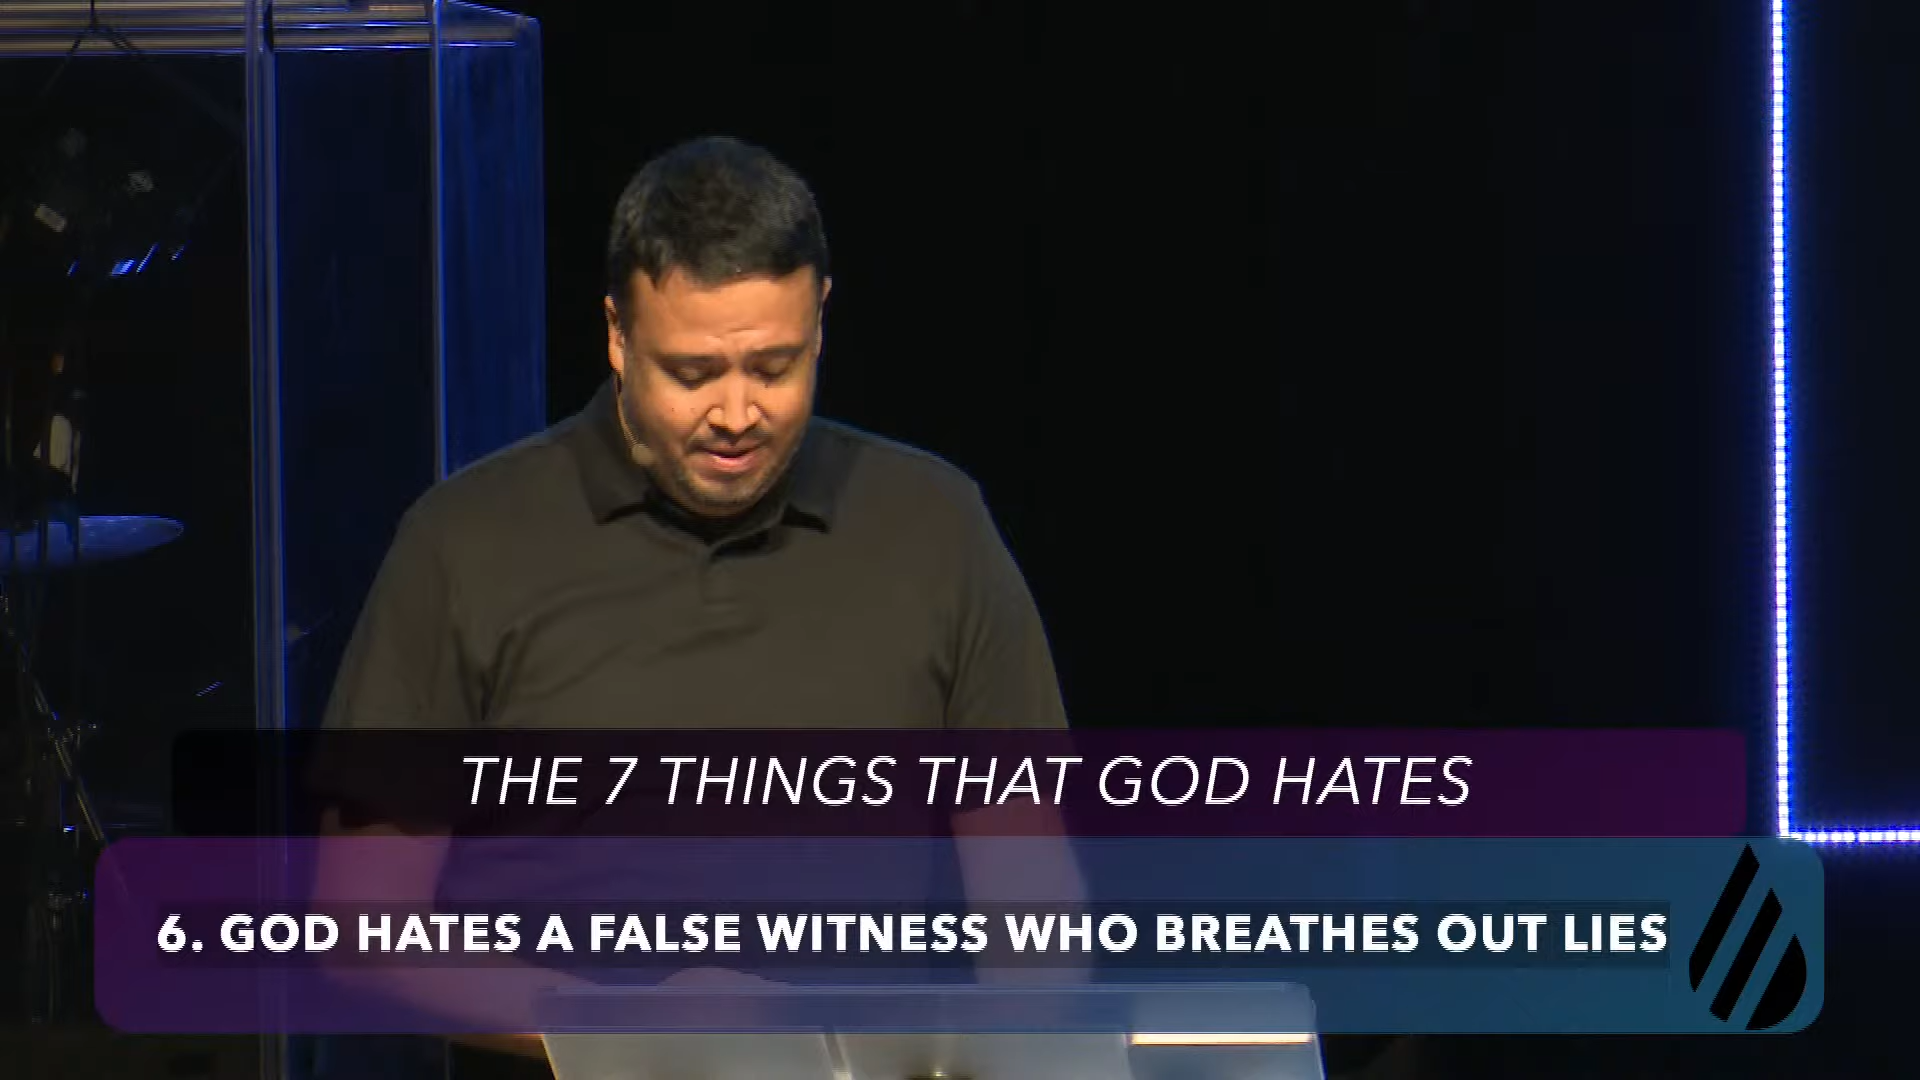 THE 7 THINGS THAT GOD HATES
6. GOD HATES A FALSE WITNESS WHO BREATHES OUT LIES